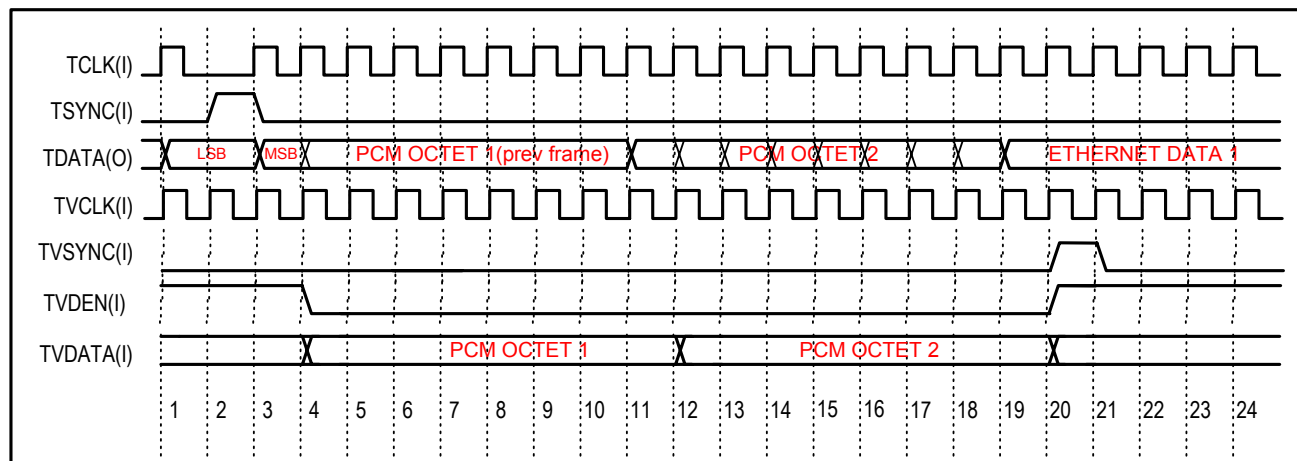 TCLK(I)
TSYNC(I)
TDATA(O) LSB MSB PCM OCTET 1(prev frame) PCM OCTET 2 ETHERNET DATA 1
TVCLK(I)
TVSYNC(I)
TVDEN(I)
TVDATA(I) PCM OCTET 1 PCM OCTET 2
1 2 3 4 5 6 7 8 9 10 11 12 13 14 15 16 17 18 19 20 21 22 23 24